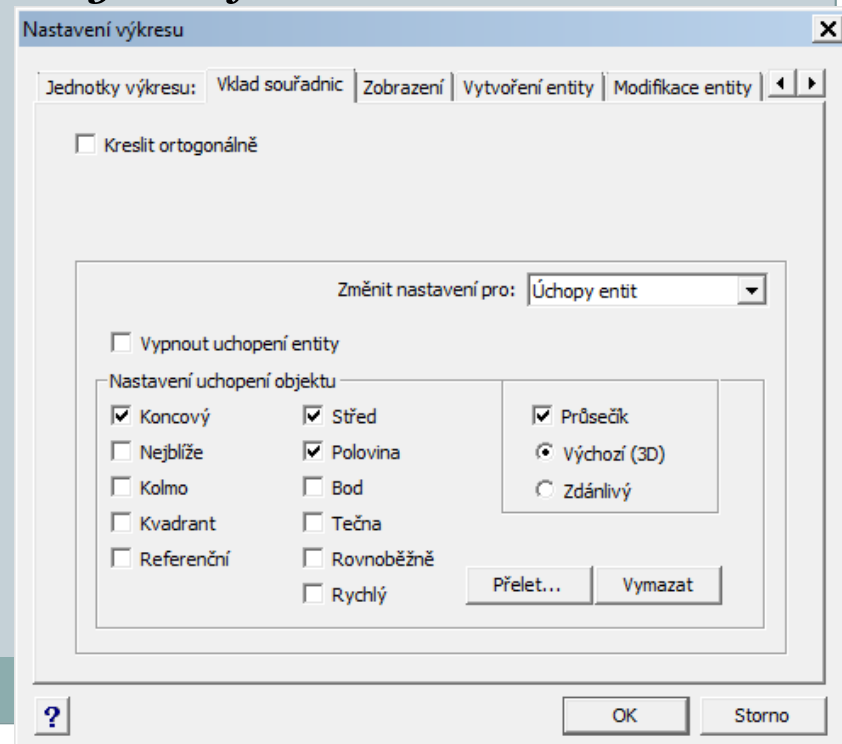 Nastavení výkresu
Jednotky výkresu: Vklad souřadnic Zobrazení Vytvoření entity Modifikace entity
Kreslit ortogonálně
Změnit nastavení pro: Úchopy entit
Vypnout uchopení entity
Nastavení uchopení objektu
Koncový Střed Průsečík
Nejblíže Polovina Výchozí (3D)
Kolmo Bod Zdánlivý
Kvadrant Tečna
Referenční Rovnoběžně
Rychlý Přelet... Vymazat
? OK Storno